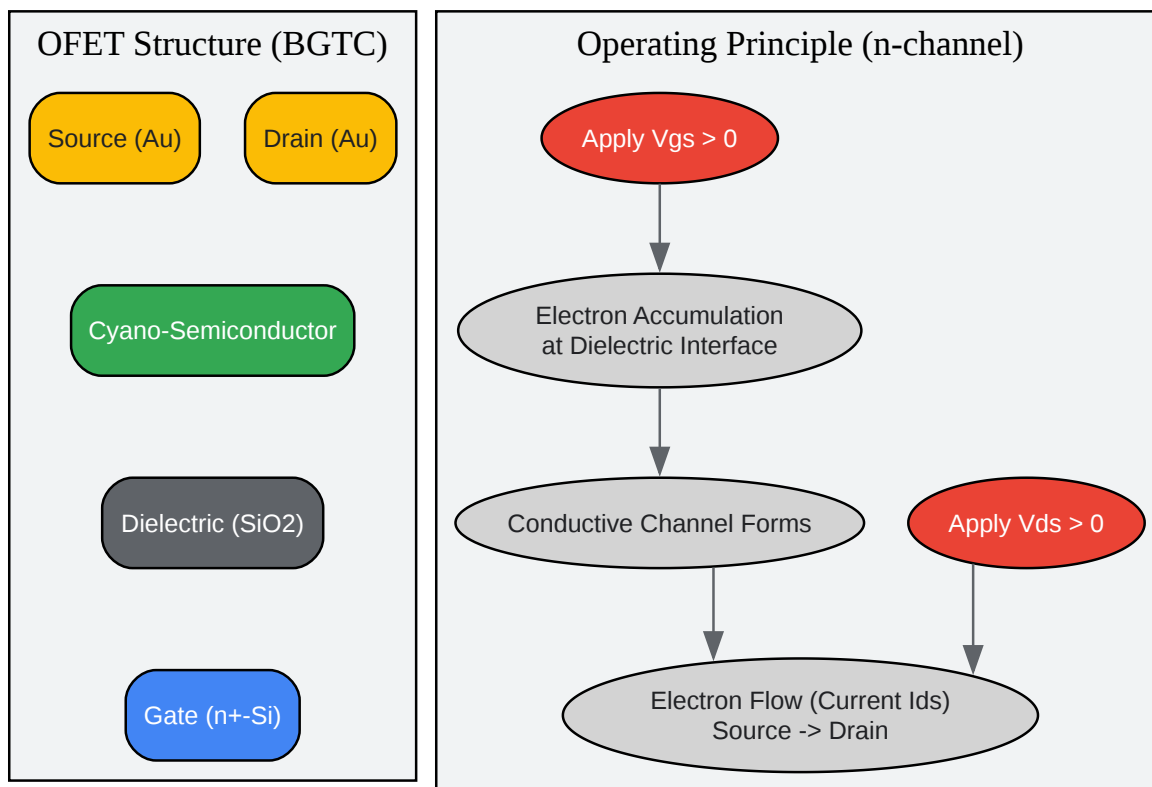 OFET Structure (BGTC)
Source (Au)
Drain (Au)
Cyano-Semiconductor
Dielectric (SiO2)
Gate (n+-Si)
Operating Principle (n-channel)
Apply Vgs > 0
Electron Accumulation
at Dielectric Interface
Conductive Channel Forms
Apply Vds > 0
Electron Flow (Current Ids)
Source -> Drain